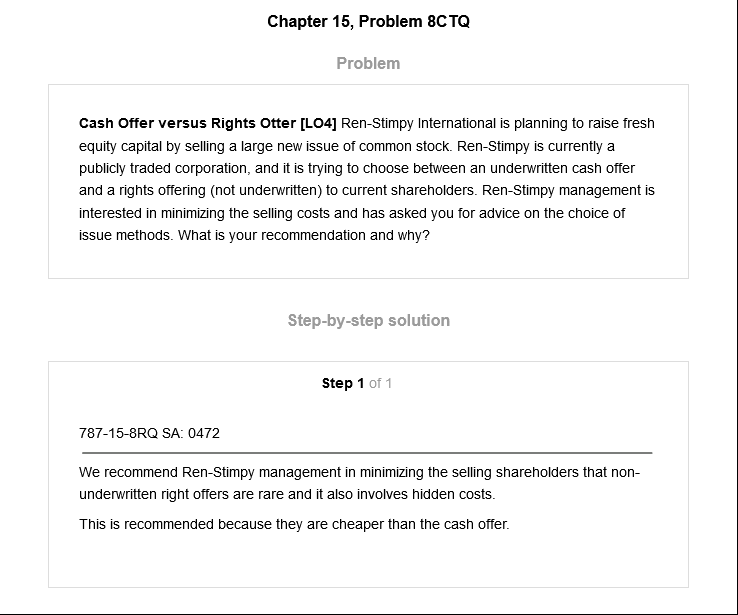 Chapter 15, Problem 8CTQ
Problem
Cash Offer versus Rights Otter [LO4] Ren-Stimpy International is planning to raise fresh
equity capital by selling a large new issue of common stock. Ren-Stimpy is currently a
publicly traded corporation, and it is trying to choose between an underwritten cash offer
and a rights offering (not underwritten) to current shareholders. Ren-Stimpy management is
interested in minimizing the selling costs and has asked you for advice on the choice of
issue methods. What is your recommendation and why?
Step-by-step solution
Step 1 of 1
787-15-8RQ SA: 0472
We recommend Ren-Stimpy management in minimizing the selling shareholders that non-
underwritten right offers are rare and it also involves hidden costs.
This is recommended because they are cheaper than the cash offer.